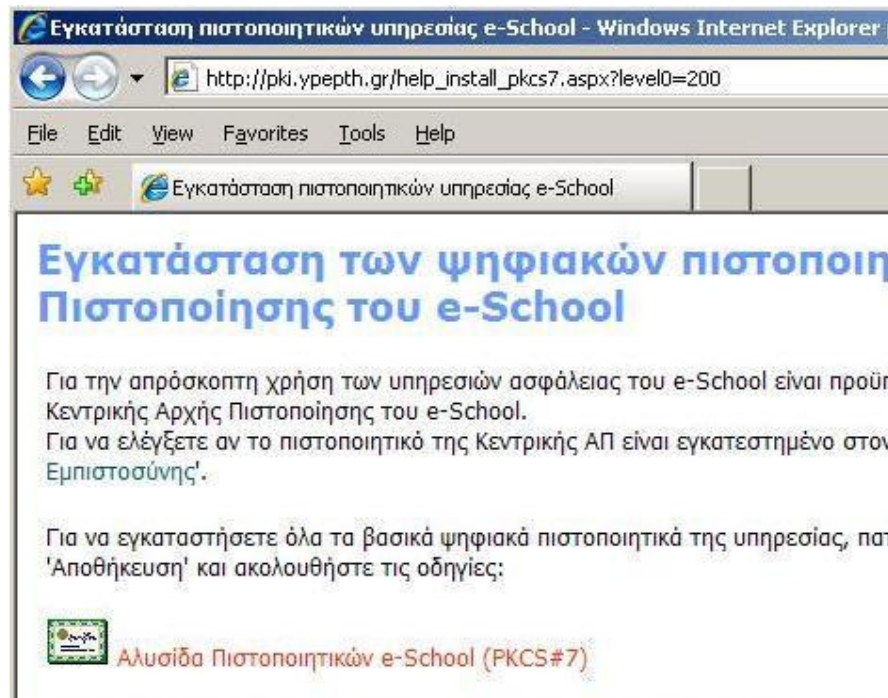 Εγκατάσταση πιστοποιητικών υπηρεσίας e-School - Windows Internet Explorer
http://pki.ypepth.gr/help_install_pkcs7.aspx?level0=200
File Edit View Favorites Tools Help
Εγκατάσταση πιστοποιητικών υπηρεσίας e-School
Εγκατάσταση των ψηφιακών πιστοποιη
Πιστοποίησης του e-School
Για την απρόσκοπτη χρήση των υπηρεσιών ασφάλειας του e-School είναι προϋπ
Κεντρικής Αρχής Πιστοποίησης του e-School.
Για να ελέγξετε αν το πιστοποιητικό της Κεντρικής ΑΠ είναι εγκατεστημένο στον
Εμπιστοσύνης'.
Για να εγκαταστήσετε όλα τα βασικά ψηφιακά πιστοποιητικά της υπηρεσίας, πατ
'Αποθήκευση' και ακολουθήστε τις οδηγίες:
Αλυσίδα Πιστοποιητικών e-School (PKCS#7)